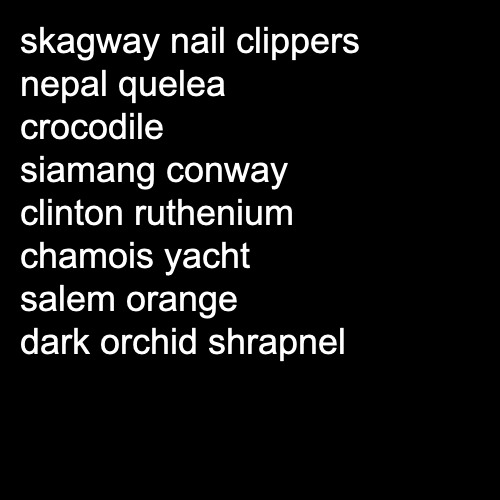 skagway nail clippers
nepal quelea
crocodile
siamang conway
clinton ruthenium
chamois yacht
salem orange
dark orchid shrapnel